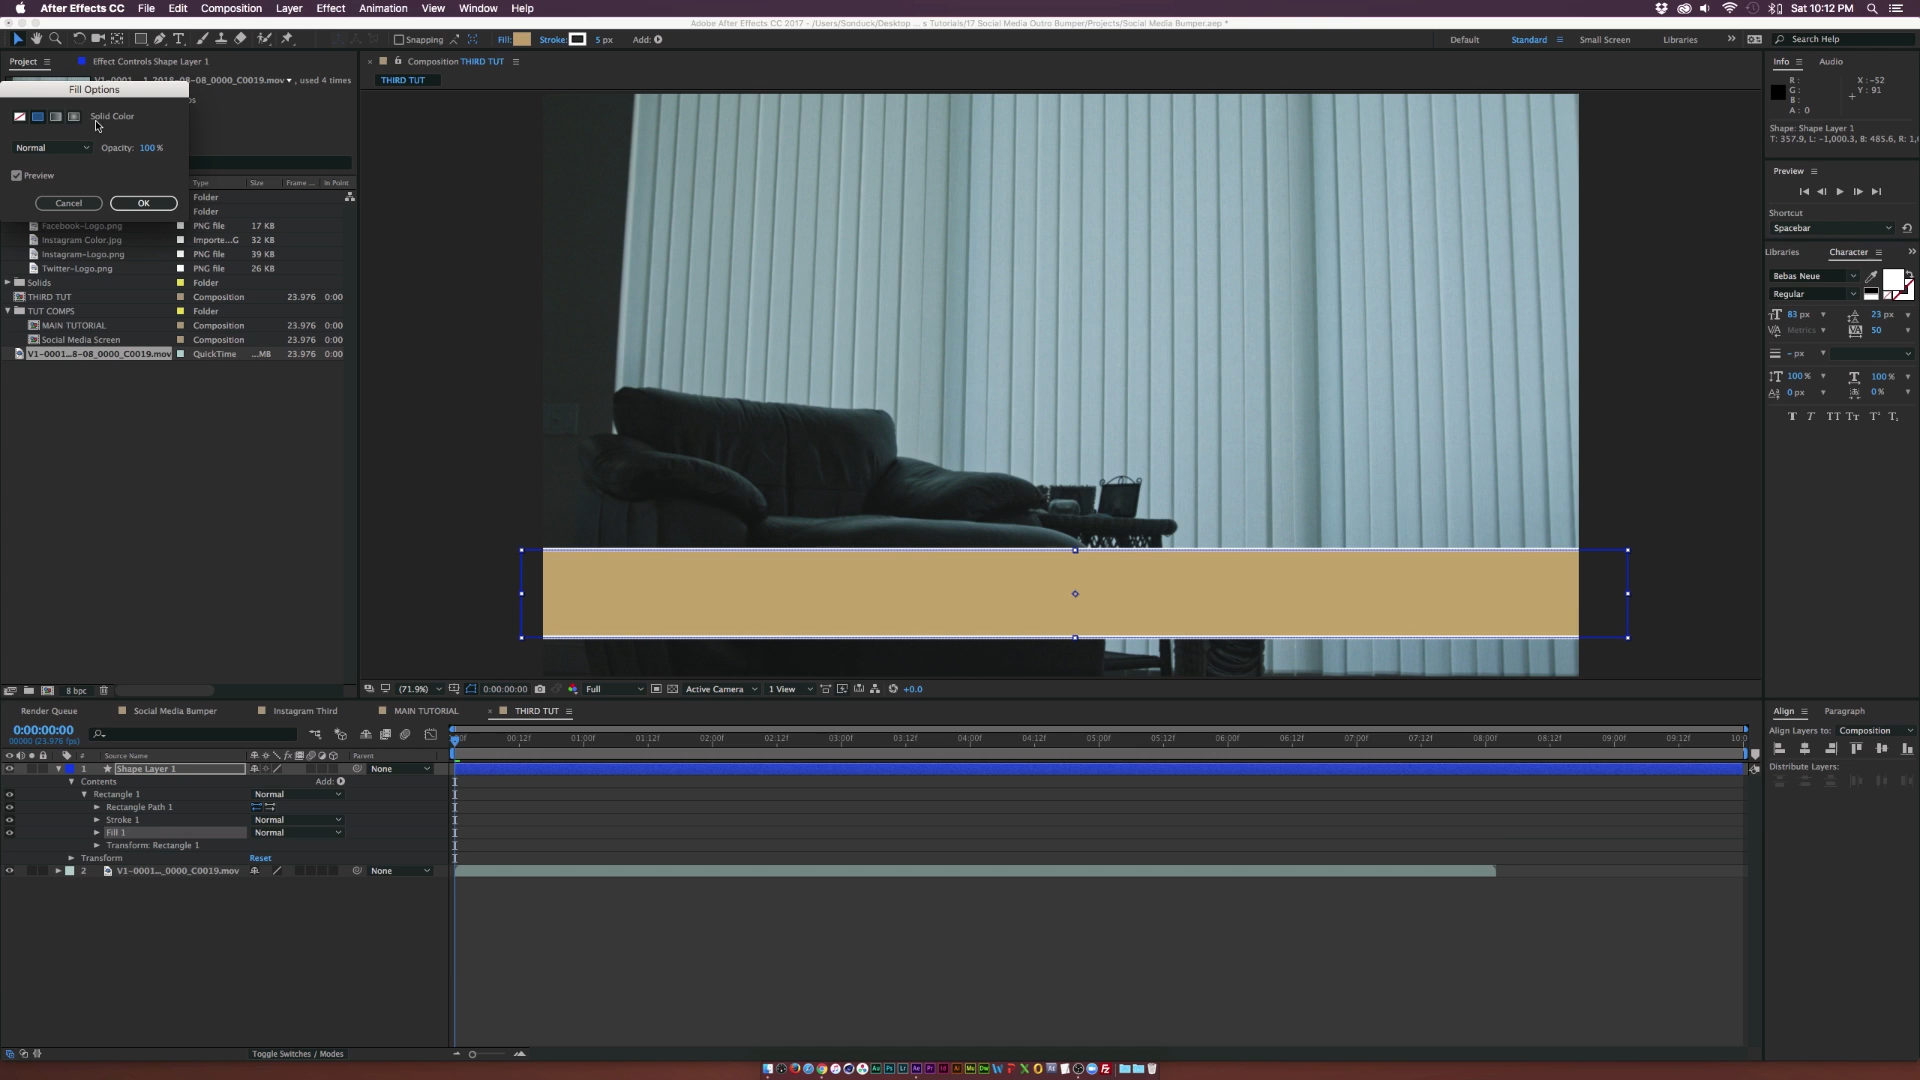 After Effects CC File Edit Composition Layer Effect Animation View Window Help Sat 10:12 PM
Adobe After Effects CC 2017 - /Users/Sonduck/Desktop ... s Tutorials/17 Social Media Outro Bumper/Projects/Social Media Bumper.aep *
Snapping Fill: Stroke: 5 px Add: Default Standard Small Screen Libraries Search Help
Project Effect Controls Shape Layer 1 Composition THIRD TUT Info Audio
, used 4 times THIRD TUT
Fill Options
Solid Color
Normal Opacity: 100 %
Preview
Cancel OK
R : X : -52
G : Y : 91
B :
A : 0
Shape: Shape Layer 1
T: 357.9, L: -1,000.3, B: 485.6, R: 1,
Preview
Shortcut
Spacebar
Libraries Character
Bebas Neue
Regular
83 px 23 px
Metrics 50
- px
100 % 100 %
0 px 0 %
T T TT Tr T¹ T₁
Type Size Frame ... In Point
Folder
Folder
Facebook-Logo.png PNG file 17 KB
Instagram Color.jpg Importe...G 32 KB
Instagram-Logo.png PNG file 39 KB
Twitter-Logo.png PNG file 26 KB
Solids Folder
THIRD TUT Composition 23.976 0:00
TUT COMPS Folder
MAIN TUTORIAL Composition 23.976 0:00
Social Media Screen Composition 23.976 0:00
V1-0001...8-08_0000_C0019.mov QuickTime ...MB 23.976 0:00
8 bpc (71.9%) 0:00:00:00 Full Active Camera 1 View +0.0
Render Queue Social Media Bumper Instagram Third MAIN TUTORIAL THIRD TUT
0:00:00:00
00000 (23.976 fps)
00:12f 01:00f 01:12f 02:00f 02:12f 03:00f 03:12f 04:00f 04:12f 05:00f 05:12f 06:00f 06:12f 07:00f 07:12f 08:00f 08:12f 09:00f 09:12f 10:0
# Source Name Parent
1 Shape Layer 1 None
Contents Add:
Rectangle 1 Normal
Rectangle Path 1
Stroke 1 Normal
Fill 1 Normal
Transform: Rectangle 1
Transform Reset
2 V1-0001..._0000_C0019.mov None
Toggle Switches / Modes
Align Paragraph
Align Layers to: Composition
Distribute Layers: